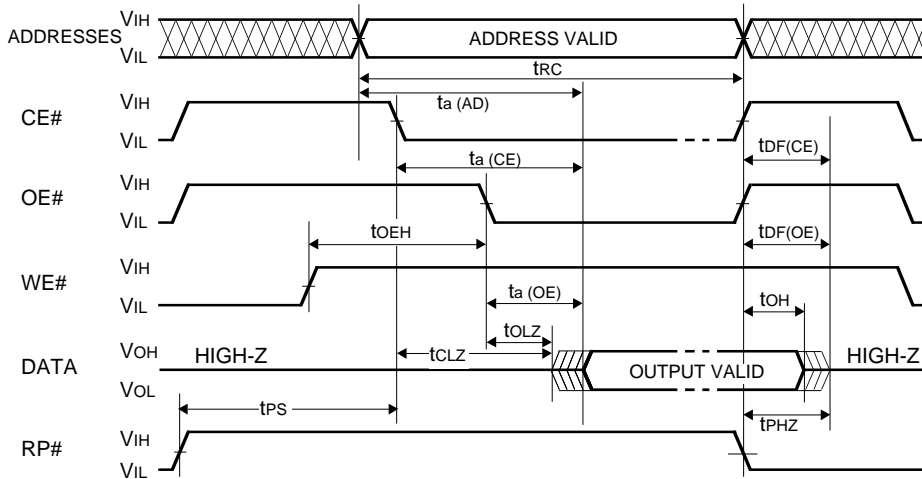 ADDRESSES
VIH
VIL
ADDRESS VALID
tRC
ta (AD)
CE#
VIH
VIL
ta (CE)
tDF(CE)
OE#
VIH
VIL
tOEH
tDF(OE)
WE#
VIH
VIL
ta (OE)
tOH
tOLZ
DATA
VOH
VOL
HIGH-Z
tCLZ
OUTPUT VALID
HIGH-Z
tPS
tPHZ
RP#
VIH
VIL